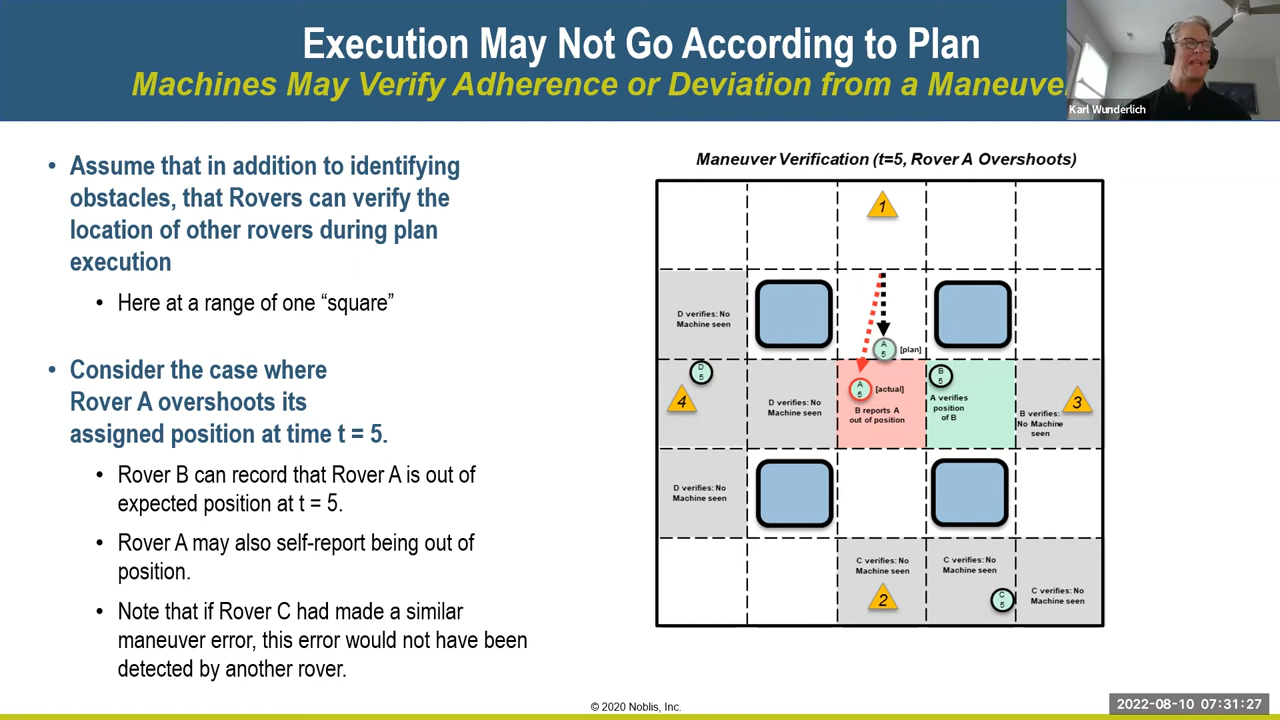 Execution May Not Go According to Plan
Machines May Verify Adherence or Deviation from a Maneuve
Karl Wunderlich
• Assume that in addition to identifying
obstacles, that Rovers can verify the
location of other rovers during plan
execution
• Here at a range of one “square”
• Consider the case where
Rover A overshoots its
assigned position at time t = 5.
• Rover B can record that Rover A is out of
expected position at t = 5.
• Rover A may also self-report being out of
position.
• Note that if Rover C had made a similar
maneuver error, this error would not have been
detected by another rover.
Maneuver Verification (t=5, Rover A Overshoots)
1
D verifies: No
Machine seen
A
5
[plan]
D
5
4
D verifies: No
Machine seen
A
5
[actual]
B reports A
out of position
B
5
A verifies
position
of B
3
B verifies:
No Machine
seen
D verifies: No
Machine seen
C verifies: No
Machine seen
2
C verifies: No
Machine seen
C
5
C verifies: No
Machine seen
© 2020 Noblis, Inc.
2022-08-10 07:31:27